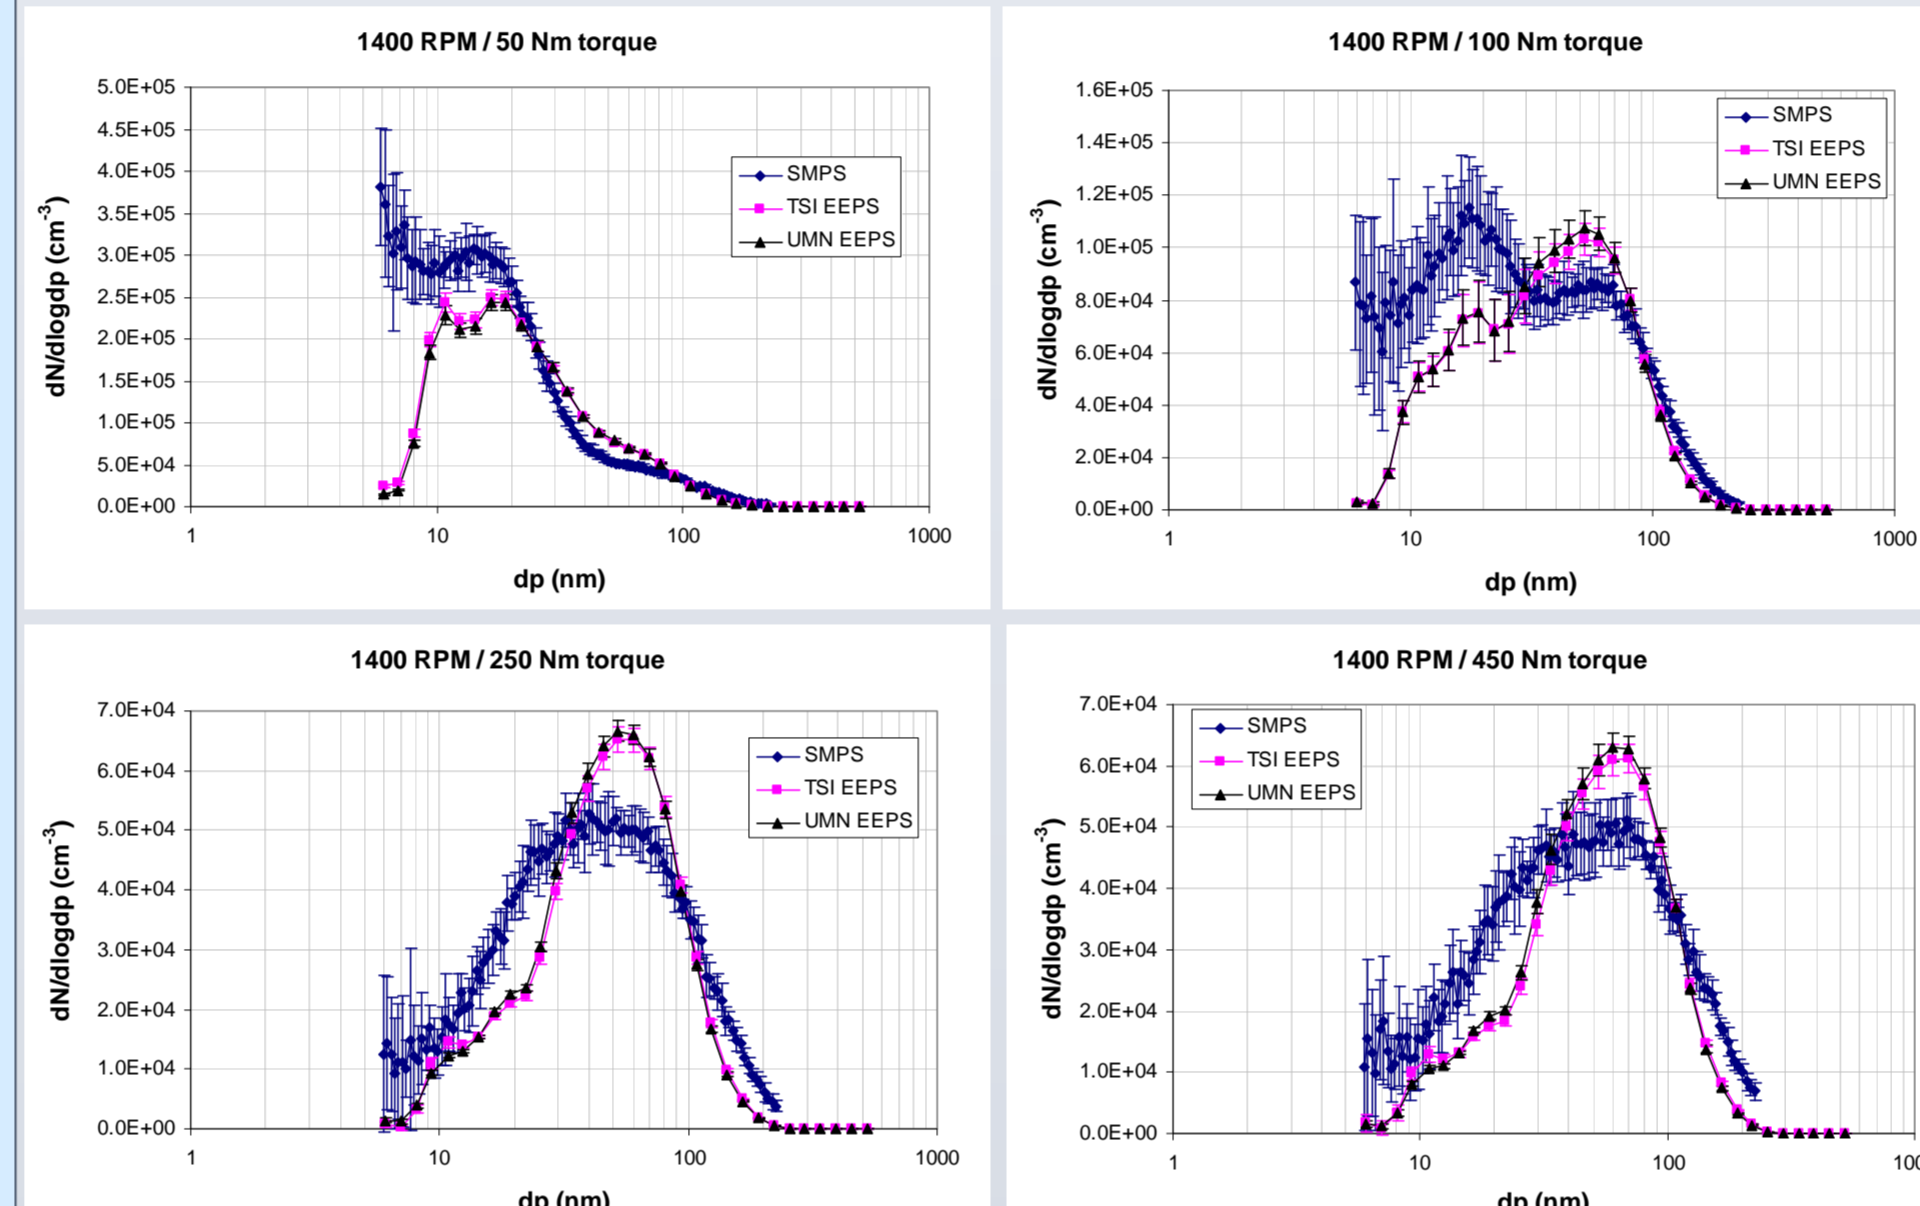 1400 RPM / 50 Nm torque
dN/dlogdp (cm-3)
5.0E+05
4.5E+05
4.0E+05
3.5E+05
3.0E+05
2.5E+05
2.0E+05
1.5E+05
1.0E+05
5.0E+04
0.0E+00
SMPS
TSI EEPS
UMN EEPS
1 10 100 1000
dp (nm)
1400 RPM / 100 Nm torque
dN/dlogdp (cm-3)
1.6E+05
1.4E+05
1.2E+05
1.0E+05
8.0E+04
6.0E+04
4.0E+04
2.0E+04
0.0E+00
SMPS
TSI EEPS
UMN EEPS
1 10 100 1000
dp (nm)
1400 RPM / 250 Nm torque
dN/dlogdp (cm-3)
7.0E+04
6.0E+04
5.0E+04
4.0E+04
3.0E+04
2.0E+04
1.0E+04
0.0E+00
SMPS
TSI EEPS
UMN EEPS
1 10 100 1000
dp (nm)
1400 RPM / 450 Nm torque
dN/dlogdp (cm-3)
7.0E+04
6.0E+04
5.0E+04
4.0E+04
3.0E+04
2.0E+04
1.0E+04
0.0E+00
SMPS
TSI EEPS
UMN EEPS
1 10 100
dp (nm)